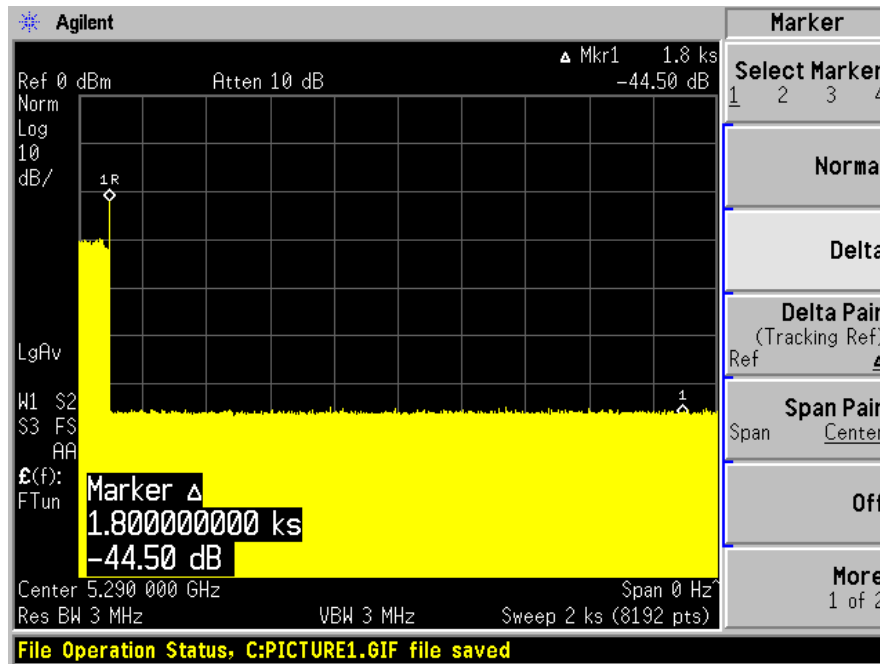 Agilent
Marker
Δ Mkr1 1.8 ks
Ref 0 dBm Atten 10 dB -44.50 dB
Norm
Log
10
dB/
1R
LgAv
1
W1 S2
S3 FS
AA
£(f):
FTun
Marker Δ
1.800000000 ks
-44.50 dB
Center 5.290 000 GHz Span 0 Hz^
Res BW 3 MHz VBW 3 MHz Sweep 2 ks (8192 pts)
File Operation Status, C:PICTURE1.GIF file saved
Select Marker
1 2 3 4
Norma
Delta
Delta Pair
(Tracking Ref)
Ref Δ
Span Pair
Span Center
Off
More
1 of 2